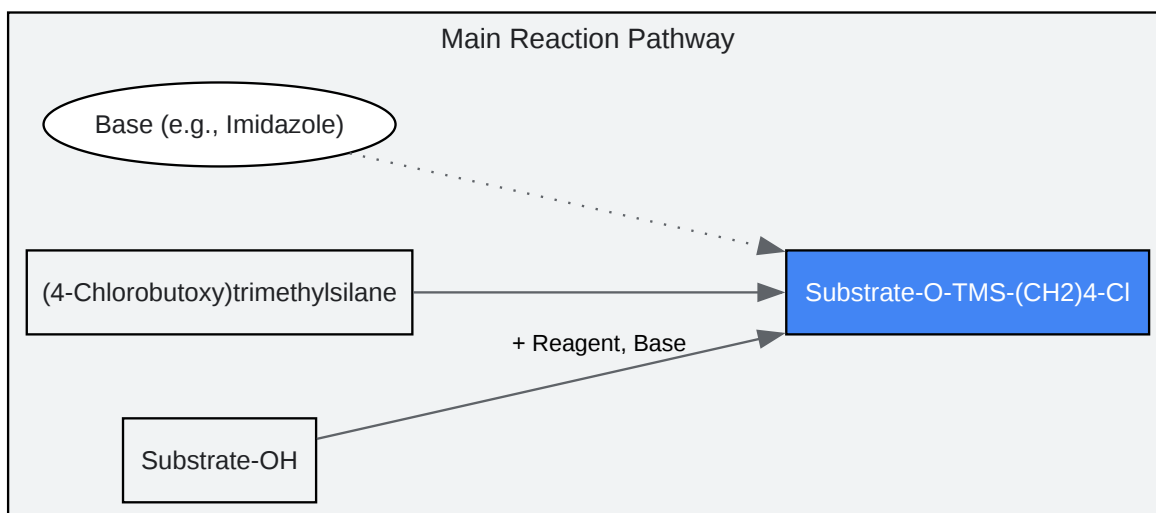 Main Reaction Pathway
Base (e.g., Imidazole)
(4-Chlorobutoxy)trimethylsilane
Substrate-O-TMS-(CH2)4-Cl
+ Reagent, Base
Substrate-OH